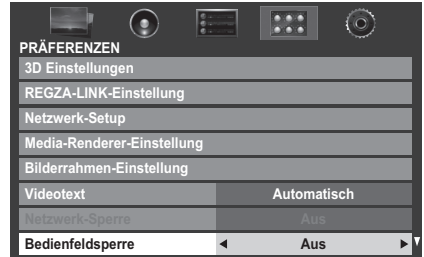 PRÄFERENZEN
3D Einstellungen
REGZA-LINK-Einstellung
Netzwerk-Setup
Media-Renderer-Einstellung
Bilderrahmen-Einstellung
Videotext Automatisch
Netzwerk-Sperre Aus
Bedienfeldsperre Aus